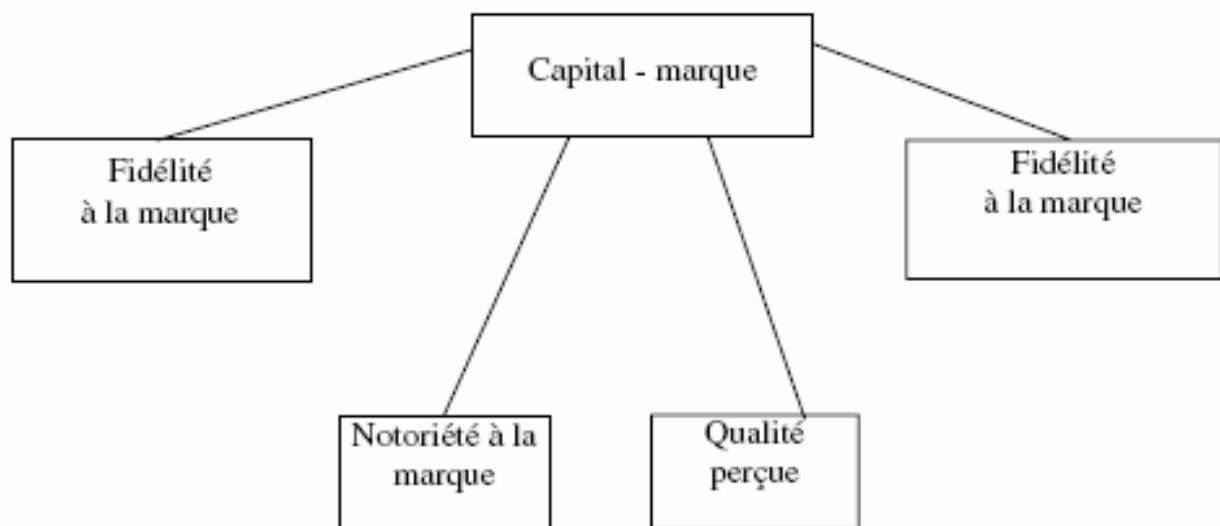 Capital - marque
Fidélité
à la marque
Fidélité
à la marque
Notoriété à la
marque
Qualité
perçue